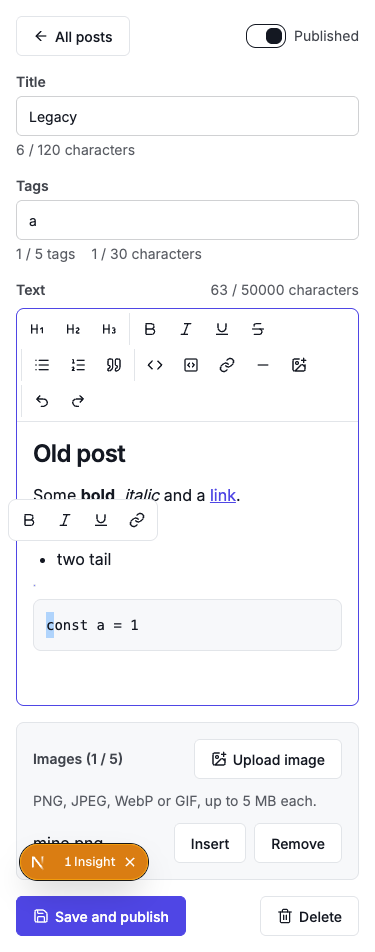 All posts
Published
Title
Legacy
6 / 120 characters
Tags
a
1 / 5 tags 1 / 30 characters
Text 63 / 50000 characters
H1 H2 H3 B I U S
Old post
Some bold, italic and a link.
B I U
two tail
const a = 1
Images (1 / 5) Upload image
PNG, JPEG, WebP or GIF, up to 5 MB each.
mine.png Insert Remove
N 1 Insight
Save and publish Delete